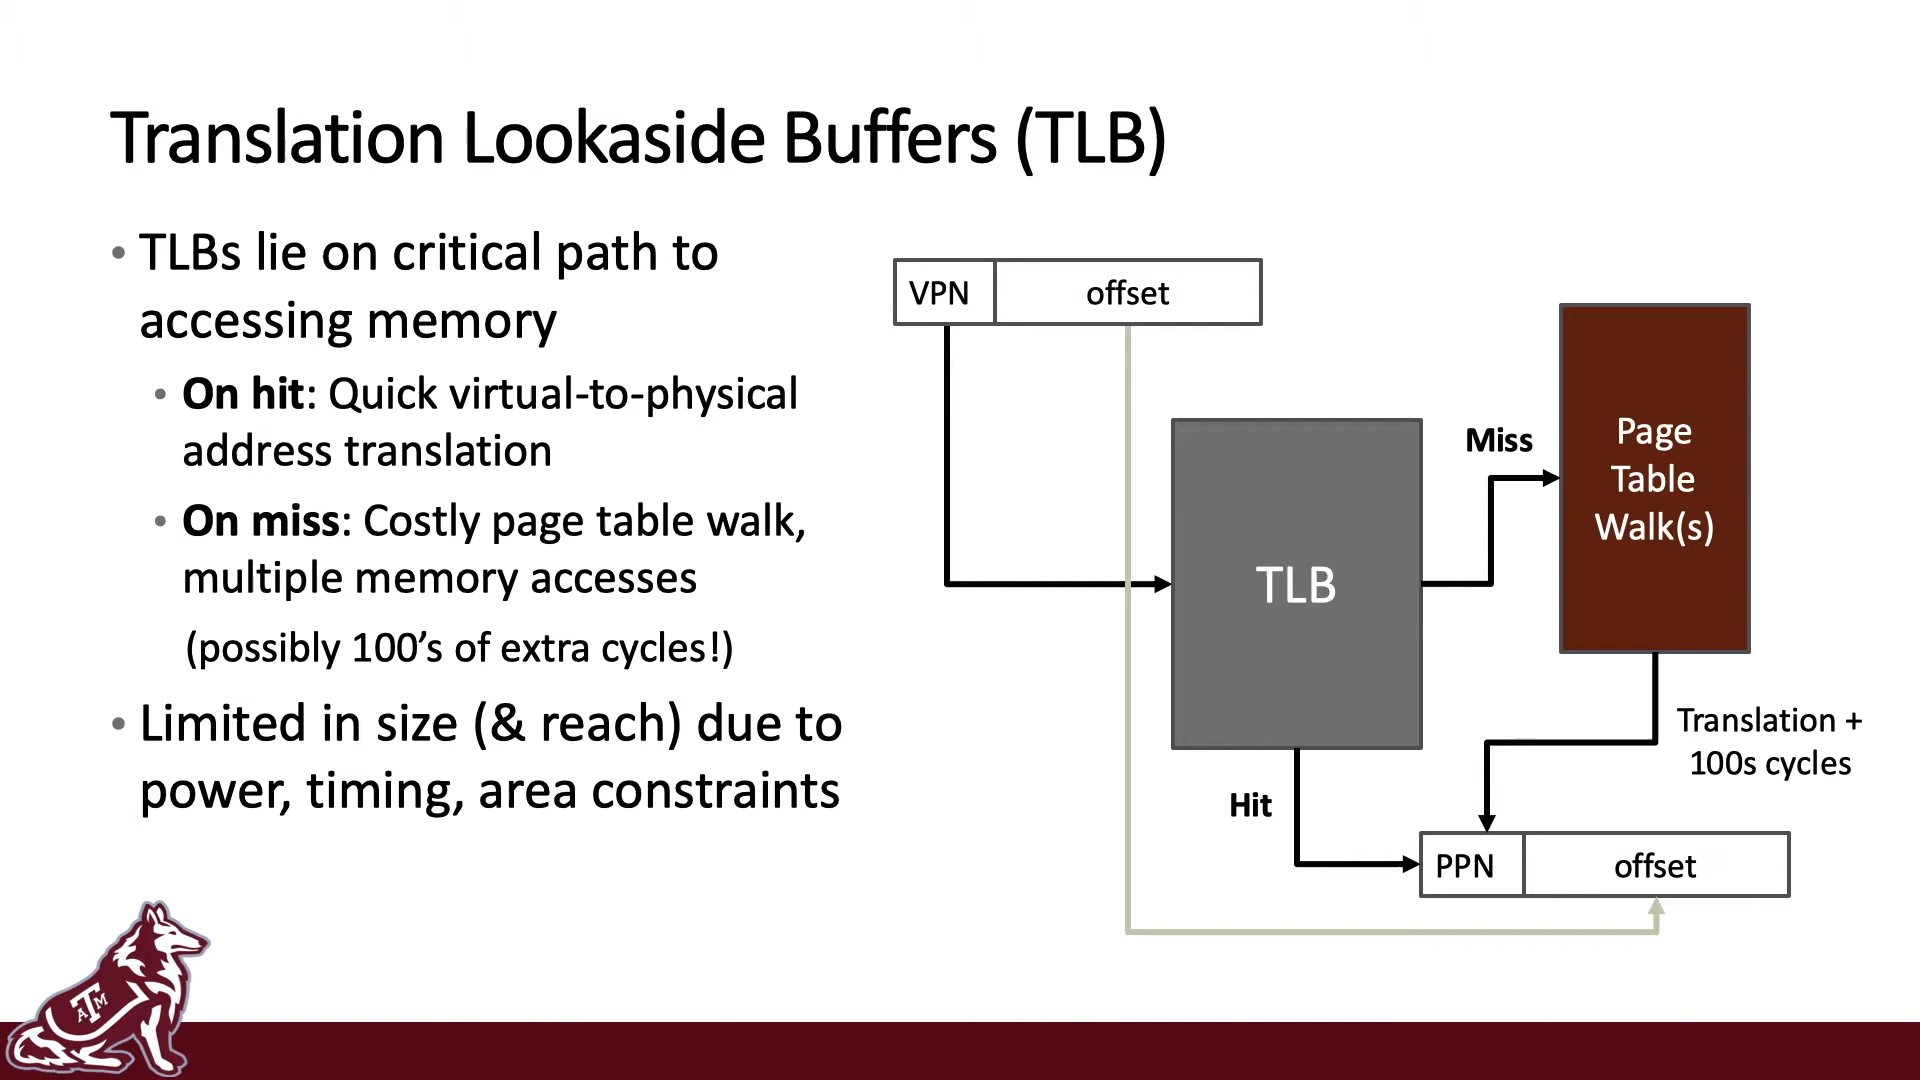 Translation Lookaside Buffers (TLB)
• TLBs lie on critical path to
accessing memory
• On hit: Quick virtual-to-physical
address translation
• On miss: Costly page table walk,
multiple memory accesses
(possibly 100’s of extra cycles!)
• Limited in size (& reach) due to
power, timing, area constraints
VPN
offset
TLB
Miss
Page
Table
Walk(s)
Translation +
100s cycles
Hit
PPN
offset
ATM